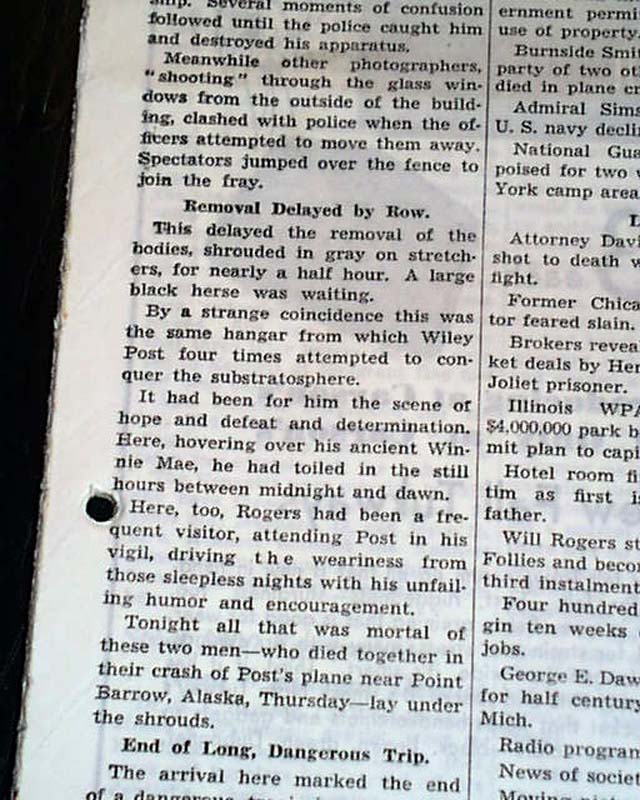 ship. Several moments of confusion
followed until the police caught him
and destroyed his apparatus.
Meanwhile other photographers,
"shooting" through the glass win-
dows from the outside of the build-
ing, clashed with police when the of-
ficers attempted to move them away.
Spectators jumped over the fence to
join the fray.
Removal Delayed by Row.
This delayed the removal of the
bodies, shrouded in gray on stretch-
ers, for nearly a half hour. A large
black herse was waiting.
By a strange coincidence this was
the same hangar from which Wiley
Post four times attempted to con-
quer the substratosphere.
It had been for him the scene of
hope and defeat and determination.
Here, hovering over his ancient Win-
nie Mae, he had toiled in the still
hours between midnight and dawn.
Here, too, Rogers had been a fre-
quent visitor, attending Post in his
vigil, driving the weariness from
those sleepless nights with his unfail-
ing humor and encouragement.
Tonight all that was mortal of
these two men—who died together in
their crash of Post's plane near Point
Barrow, Alaska, Thursday—lay under
the shrouds.
End of Long, Dangerous Trip.
The arrival here marked the end
of a dangerous
ernment permi
use of property.
Burnside Smit
party of two ot
died in plane cr
Admiral Sims
U. S. navy decli
National Gua
poised for two
York camp area
L
Attorney Davi
shot to death w
fight.
Former Chica
tor feared slain.
Brokers revea
ket deals by Her
Joliet prisoner.
Illinois WPA
$4,000,000 park b
mit plan to capi
Hotel room fi
tim as first i
father.
Will Rogers st
Follies and becom
third instalment
Four hundred
gin ten weeks
jobs.
George E. Daw
for half century
Mich.
Radio program
News of societ
Moving pict